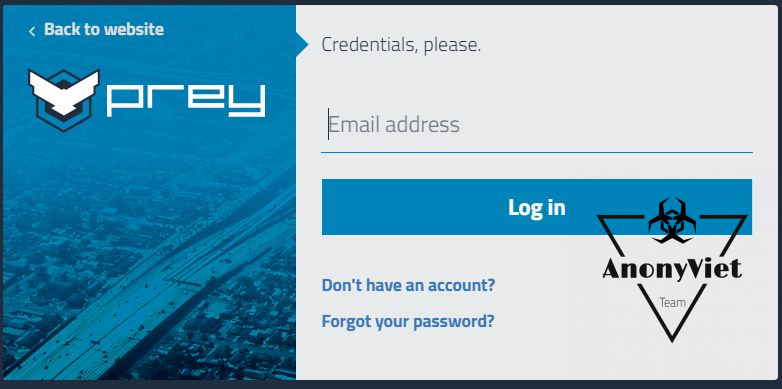 Back to website
prey
Credentials, please.
Email address
Log in
Don't have an account?
Forgot your password?
AnonyViet
Team